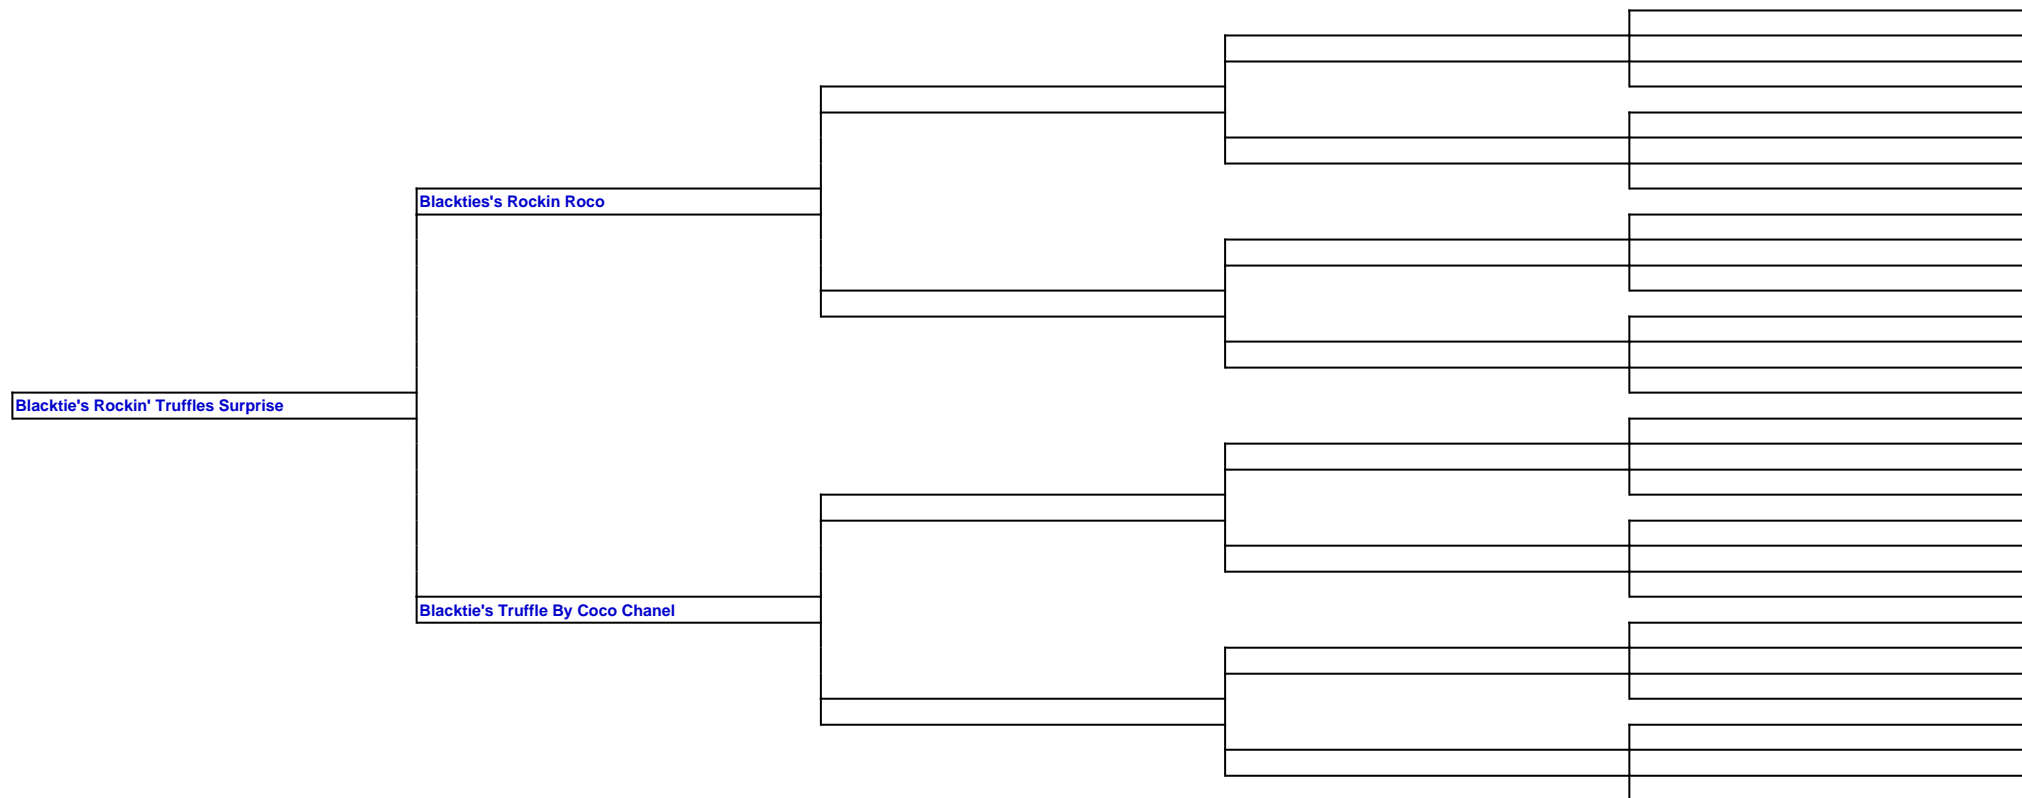 Blackties's Rockin Roco
Blacktie's Rockin' Truffles Surprise
Blacktie's Truffle By Coco Chanel